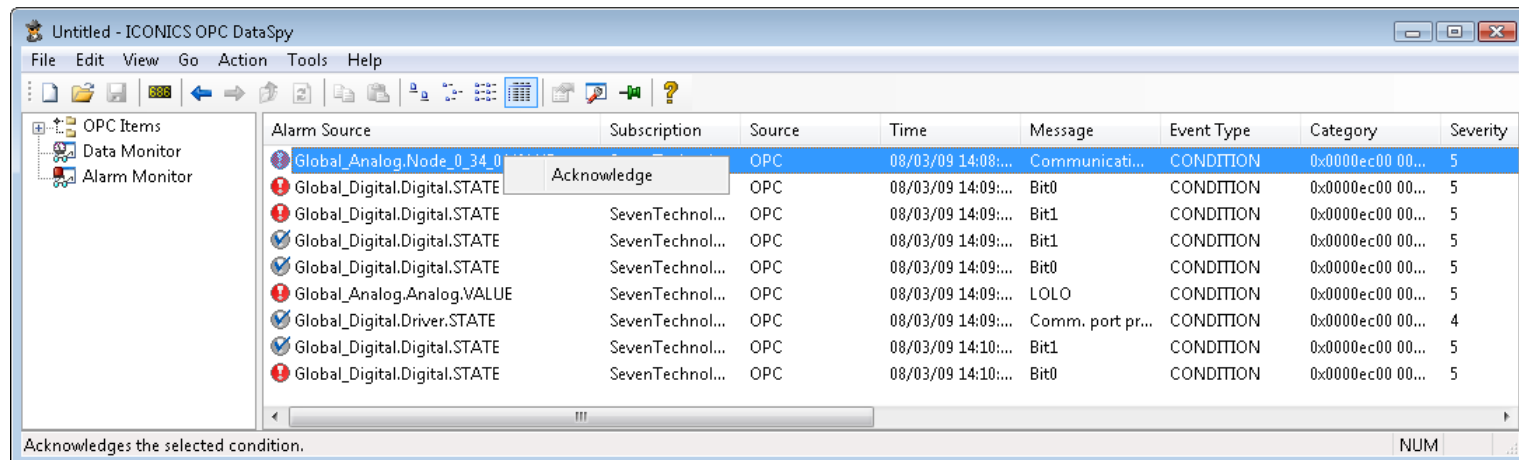 Untitled - ICONICS OPC DataSpy
File Edit View Go Action Tools Help
686
OPC Items
Data Monitor
Alarm Monitor
Alarm Source Subscription Source Time Message Event Type Category Severity
Global_Analog.Node_0_34_0 OPC 08/03/09 14:08:... Communicati... CONDITION 0x0000ec00 00... 5
Acknowledge
Global_Digital.Digital.STATE OPC 08/03/09 14:09:... Bit0 CONDITION 0x0000ec00 00... 5
Global_Digital.Digital.STATE SevenTechnol... OPC 08/03/09 14:09:... Bit1 CONDITION 0x0000ec00 00... 5
Global_Digital.Digital.STATE SevenTechnol... OPC 08/03/09 14:09:... Bit1 CONDITION 0x0000ec00 00... 5
Global_Digital.Digital.STATE SevenTechnol... OPC 08/03/09 14:09:... Bit0 CONDITION 0x0000ec00 00... 5
Global_Analog.Analog.VALUE SevenTechnol... OPC 08/03/09 14:09:... LOLO CONDITION 0x0000ec00 00... 5
Global_Digital.Driver.STATE SevenTechnol... OPC 08/03/09 14:09:... Comm. port pr... CONDITION 0x0000ec00 00... 4
Global_Digital.Digital.STATE SevenTechnol... OPC 08/03/09 14:10:... Bit1 CONDITION 0x0000ec00 00... 5
Global_Digital.Digital.STATE SevenTechnol... OPC 08/03/09 14:10:... Bit0 CONDITION 0x0000ec00 00... 5
Acknowledges the selected condition. NUM